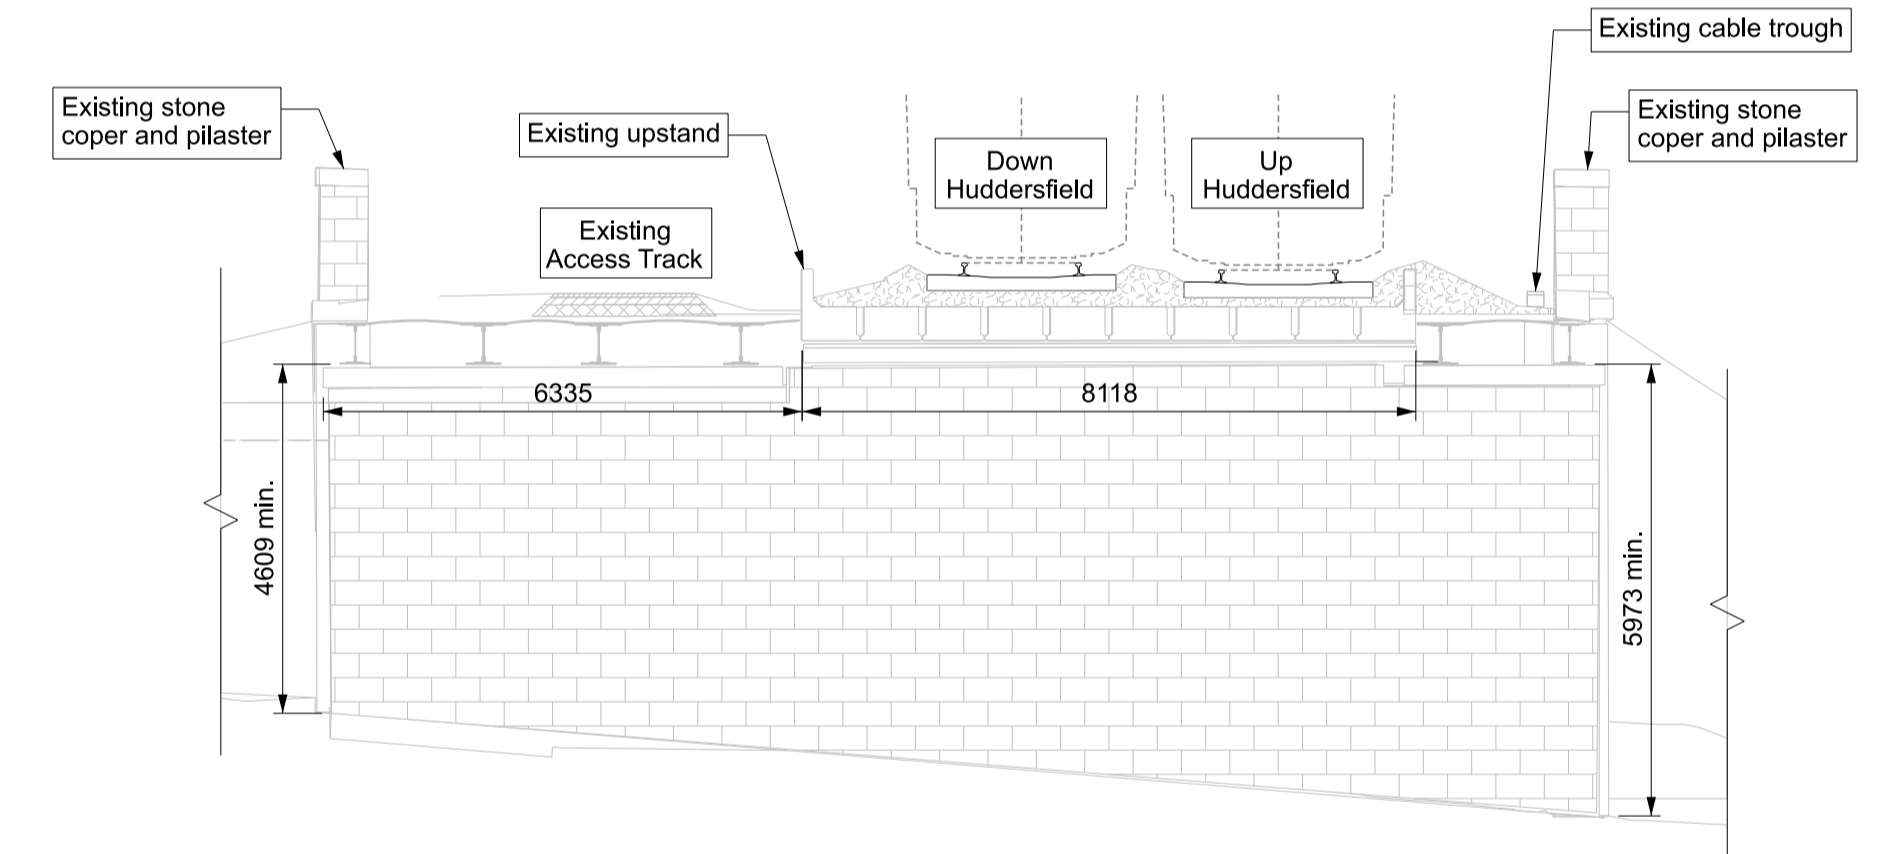 Existing cable trough
Existing stone
coper and pilaster
Existing upstand
Existing stone
coper and pilaster
Down
Huddersfield
Up
Huddersfield
Existing
Access Track
6335
8118
4609 min.
5973 min.